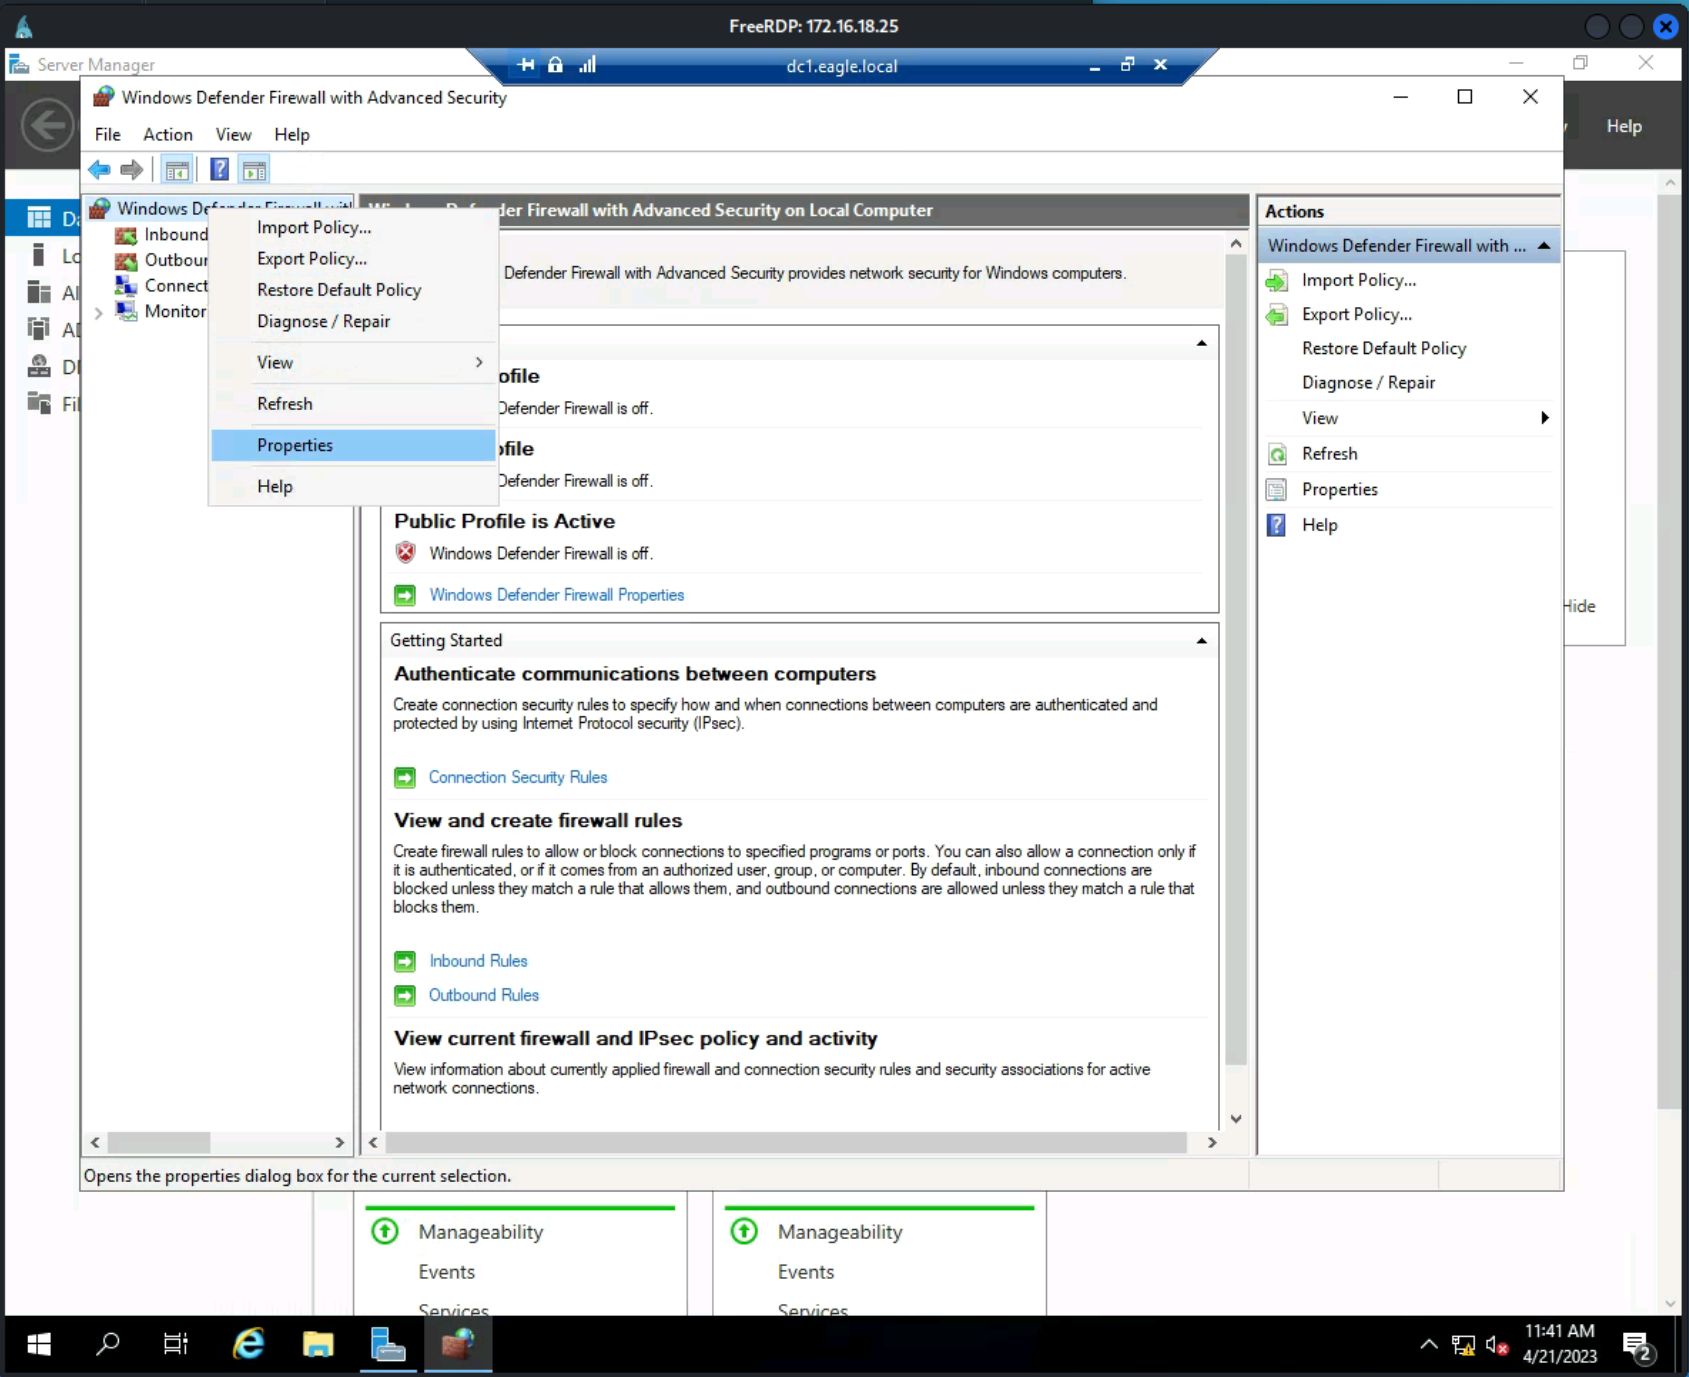 FreeRDP: 172.16.18.25
Server Manager
dc1.eagle.local
Windows Defender Firewall with Advanced Security
File Action View Help
Help
Windows Defender Firewall with
Inbound
Outbour
Connect
Monitor
Import Policy...
Export Policy...
Restore Default Policy
Diagnose / Repair
View
Refresh
Properties
Help
der Firewall with Advanced Security on Local Computer
Defender Firewall with Advanced Security provides network security for Windows computers.
ofile
Defender Firewall is off.
ofile
Defender Firewall is off.
Public Profile is Active
Windows Defender Firewall is off.
Windows Defender Firewall Properties
Getting Started
Authenticate communications between computers
Create connection security rules to specify how and when connections between computers are authenticated and
protected by using Internet Protocol security (IPsec).
Connection Security Rules
View and create firewall rules
Create firewall rules to allow or block connections to specified programs or ports. You can also allow a connection only if
it is authenticated, or if it comes from an authorized user, group, or computer. By default, inbound connections are
blocked unless they match a rule that allows them, and outbound connections are allowed unless they match a rule that
blocks them.
Inbound Rules
Outbound Rules
View current firewall and IPsec policy and activity
View information about currently applied firewall and connection security rules and security associations for active
network connections.
Actions
Windows Defender Firewall with ...
Import Policy...
Export Policy...
Restore Default Policy
Diagnose / Repair
View
Refresh
Properties
Help
Hide
Opens the properties dialog box for the current selection.
Manageability
Events
Services
Manageability
Events
Services
11:41 AM
4/21/2023
2